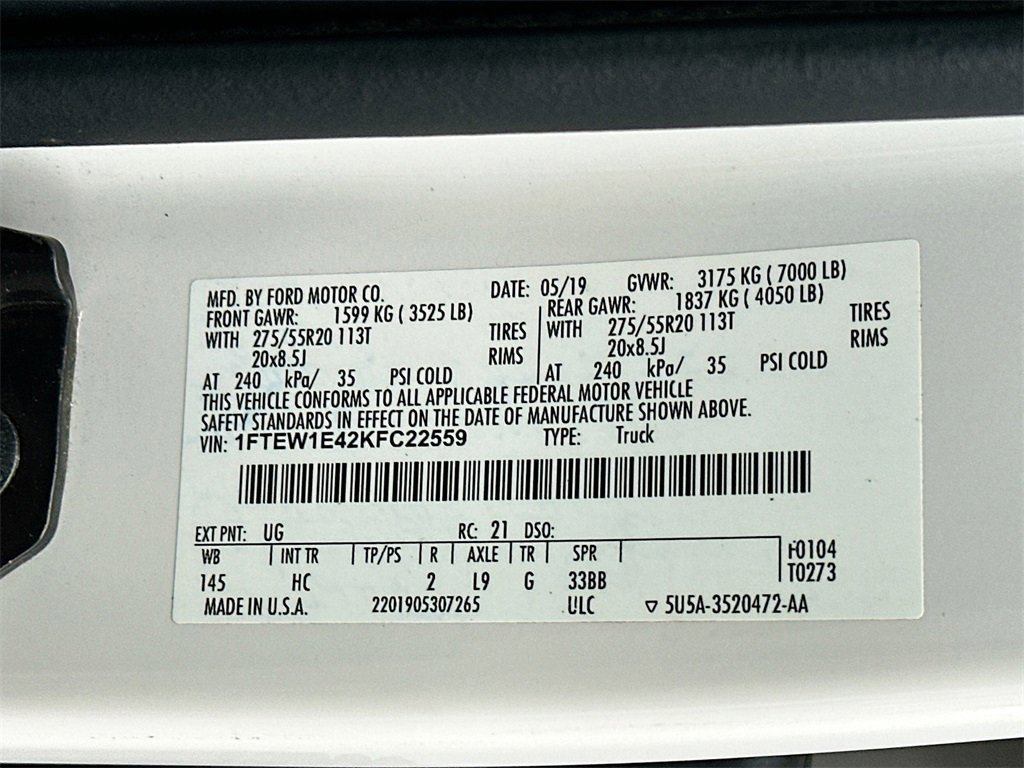 MFD. BY FORD MOTOR CO. DATE: 05/19 GVWR: 3175 KG ( 7000 LB)
FRONT GAWR: 1599 KG ( 3525 LB) REAR GAWR: 1837 KG ( 4050 LB)
WITH 275/55R20 113T TIRES WITH 275/55R20 113T TIRES
20x8.5J RIMS 20x8.5J RIMS
AT 240 kPa/ 35 PSI COLD AT 240 kPa/ 35 PSI COLD
THIS VEHICLE CONFORMS TO ALL APPLICABLE FEDERAL MOTOR VEHICLE
SAFETY STANDARDS IN EFFECT ON THE DATE OF MANUFACTURE SHOWN ABOVE.
VIN: 1FTEW1E42KFC22559 TYPE: Truck
EXT PNT: UG RC: 21 DSO:
WB INT TR TP/PS R AXLE TR SPR F0104
145 HC 2 L9 G 33BB T0273
MADE IN U.S.A. 2201905307265 ULC ▽ 5U5A-3520472-AA